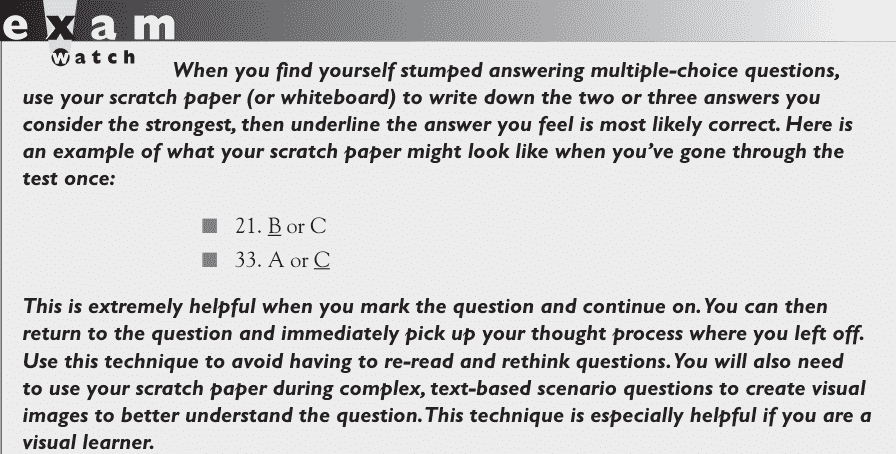 exam
watch
When you find yourself stumped answering multiple-choice questions,
use your scratch paper (or whiteboard) to write down the two or three answers you
consider the strongest, then underline the answer you feel is most likely correct. Here is
an example of what your scratch paper might look like when you've gone through the
test once:
21. B or C
33. A or C
This is extremely helpful when you mark the question and continue on. You can then
return to the question and immediately pick up your thought process where you left off.
Use this technique to avoid having to re-read and rethink questions. You will also need
to use your scratch paper during complex, text-based scenario questions to create visual
images to better understand the question. This technique is especially helpful if you are a
visual learner.